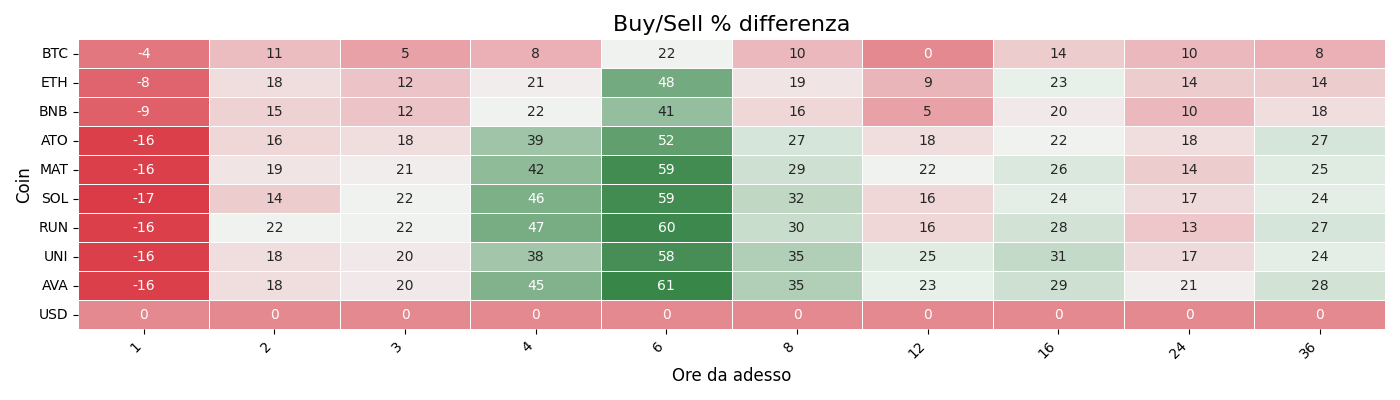 Buy/Sell % differenza
Coin
BTC -4 11 5 8 22 10 0 14 10 8
ETH -8 18 12 21 48 19 9 23 14 14
BNB -9 15 12 22 41 16 5 20 10 18
ATO -16 16 18 39 52 27 18 22 18 27
MAT -16 19 21 42 59 29 22 26 14 25
SOL -17 14 22 46 59 32 16 24 17 24
RUN -16 22 22 47 60 30 16 28 13 27
UNI -16 18 20 38 58 35 25 31 17 24
AVA -16 18 20 45 61 35 23 29 21 28
USD 0 0 0 0 0 0 0 0 0 0
1 2 3 4 6 8 12 16 24 36
Ore da adesso